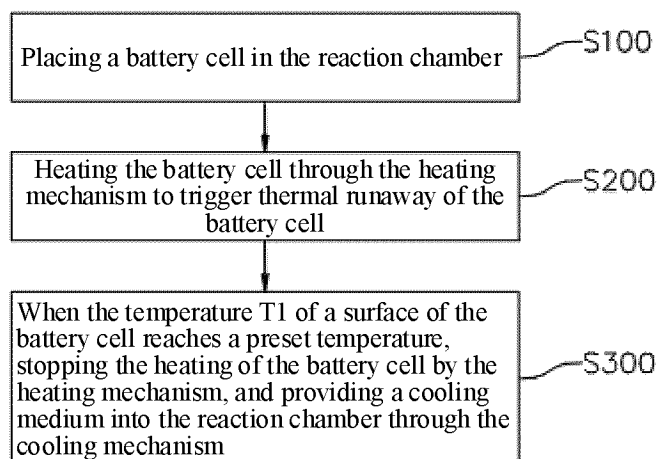 Placing a battery cell in the reaction chamber
S100
Heating the battery cell through the heating
mechanism to trigger thermal runaway of the
battery cell
S200
When the temperature T1 of a surface of the
battery cell reaches a preset temperature,
stopping the heating of the battery cell by the
heating mechanism, and providing a cooling
medium into the reaction chamber through the
cooling mechanism
S300